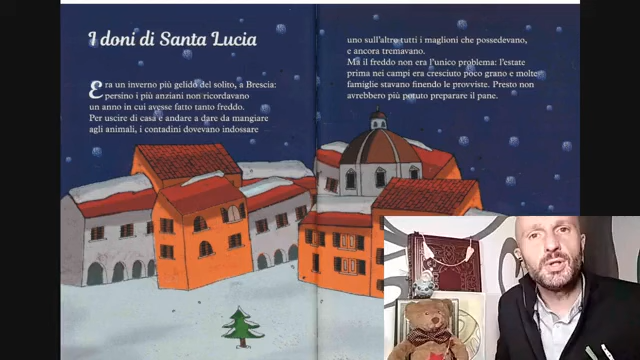 I doni di Santa Lucia
Era un inverno più gelido del solito, a Brescia:
persino i più anziani non ricordavano
un anno in cui avesse fatto tanto freddo.
Per uscire di casa e andare a dare da mangiare
agli animali, i contadini dovevano indossare
uno sull'altro tutti i maglioni che possedevano,
e ancora tremavano.
Ma il freddo non era l'unico problema: l'estate
prima nei campi era cresciuto poco grano e molte
famiglie stavano finendo le provviste. Presto non
avrebbero più potuto preparare il pane.